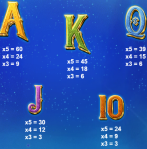 A
x5 = 60
x4 = 24
x3 = 9
K
x5 = 45
x4 = 18
x3 = 6
Q
x5 = 39
x4 = 15
x3 = 6
J
x5 = 30
x4 = 12
x3 = 3
10
x5 = 24
x4 = 9
x3 = 3